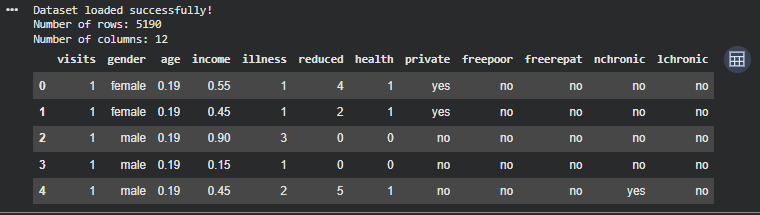 Dataset loaded successfully!
Number of rows: 5190
Number of columns: 12
visits gender age income illness reduced health private freepoor freerepat nchronic lchronic
0 1 female 0.19 0.55 1 4 1 yes no no no no
1 1 female 0.19 0.45 1 2 1 yes no no no no
2 1 male 0.19 0.90 3 0 0 no no no no no
3 1 male 0.19 0.15 1 0 0 no no no no no
4 1 male 0.19 0.45 2 5 1 no no no yes no